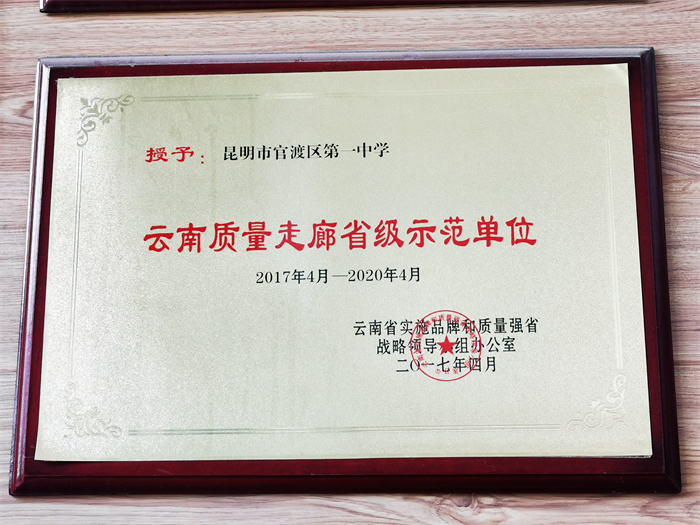 授予：昆明市官渡区第一中学
云南质量走廊省级示范单位
2017年4月—2020年4月
云南省实施品牌和质量强省
战略领导小组办公室
二〇一七年四月